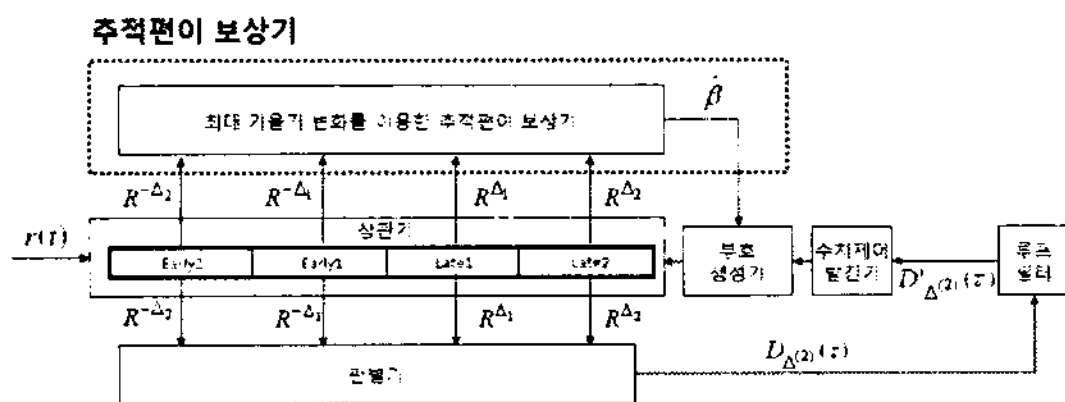 추적편이 보상기
최대 기울기 변화를 이용한 추적편이 보상기
β̇
R^{-Δ₂} R^{-Δ₁} R^{Δ₁} R^{Δ₂}
r(τ)
상관기
Early2 Early1 Late1 Late2
부호 생성기
수치제어 발진기
루프 필터
D'_{Δ^{(2)}}(τ)
R^{-Δ₂} R^{-Δ₁} R^{Δ₁} R^{Δ₂}
D_{Δ^{(2)}}(τ)
판별기